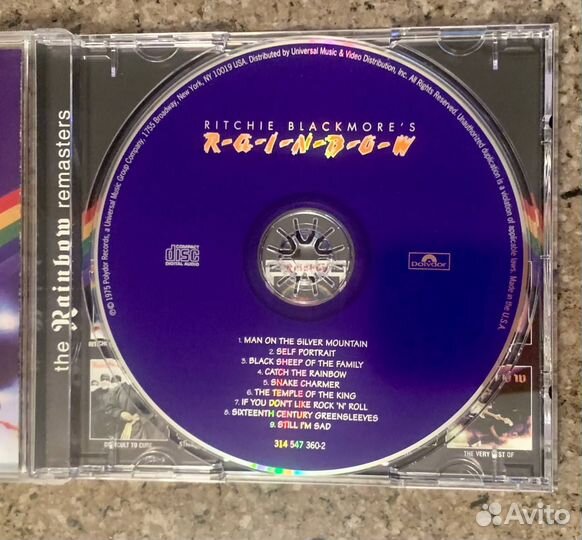 the Rainbow remasters
©℗ 1975 Polydor Records, a Universal Music Group Company, 1755 Broadway, New York, NY 10019 USA. Distributed by Universal Music & Video Distribution, Inc. All Rights Reserved. Unauthorized duplication is a violation of applicable laws. Made in the U.S.A.
RITCHIE BLACKMORE'S
R-A-I-N-B-O-W
COMPACT
disc
DIGITAL AUDIO
Polydor
1. MAN ON THE SILVER MOUNTAIN
2. SELF PORTRAIT
3. BLACK SHEEP OF THE FAMILY
4. CATCH THE RAINBOW
5. SNAKE CHARMER
6. THE TEMPLE OF THE KING
7. IF YOU DON'T LIKE ROCK 'N' ROLL
8. SIXTEENTH CENTURY GREENSLEEVES
9. STILL I'M SAD
314 547 360-2
RITCHIE
DIFFICULT TO CURE
THE VERY BEST OF
Avito